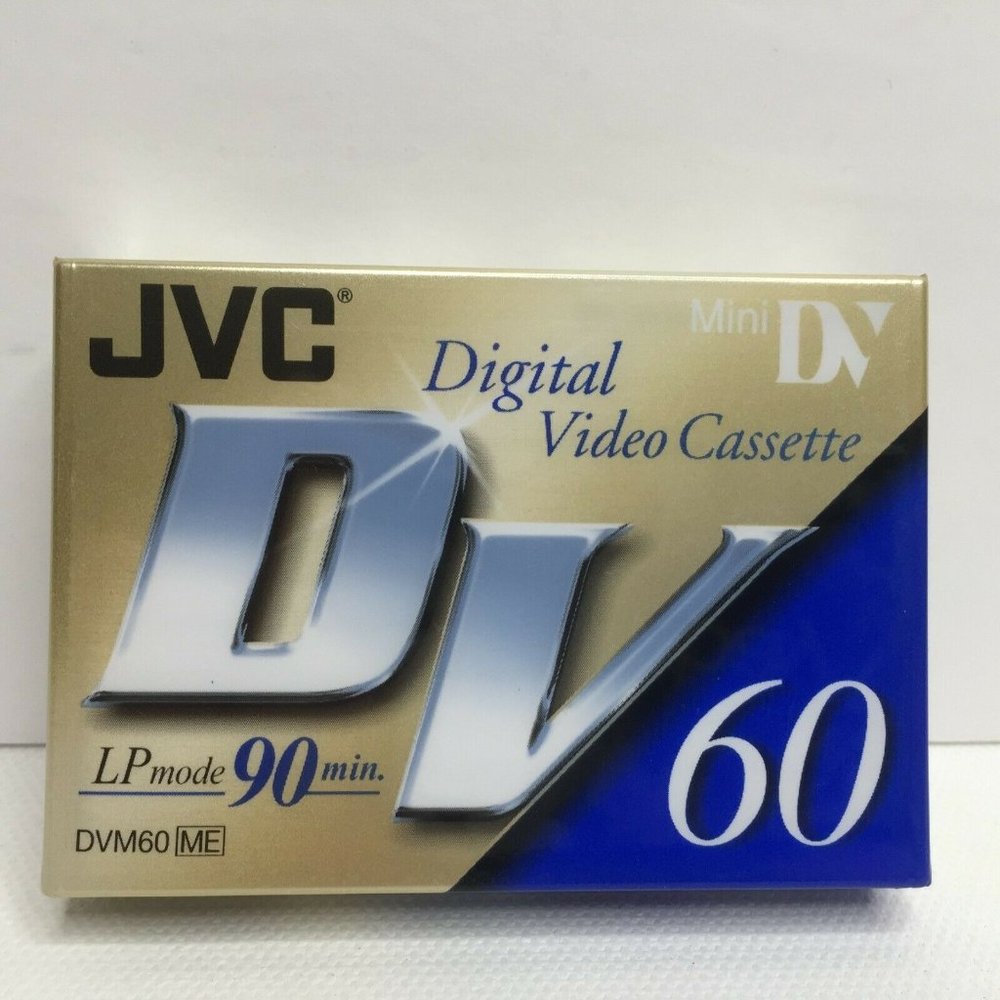 JVC®
Mini DV
Digital
Video Cassette
DV
LP mode 90 min.
60
DVM60 ME